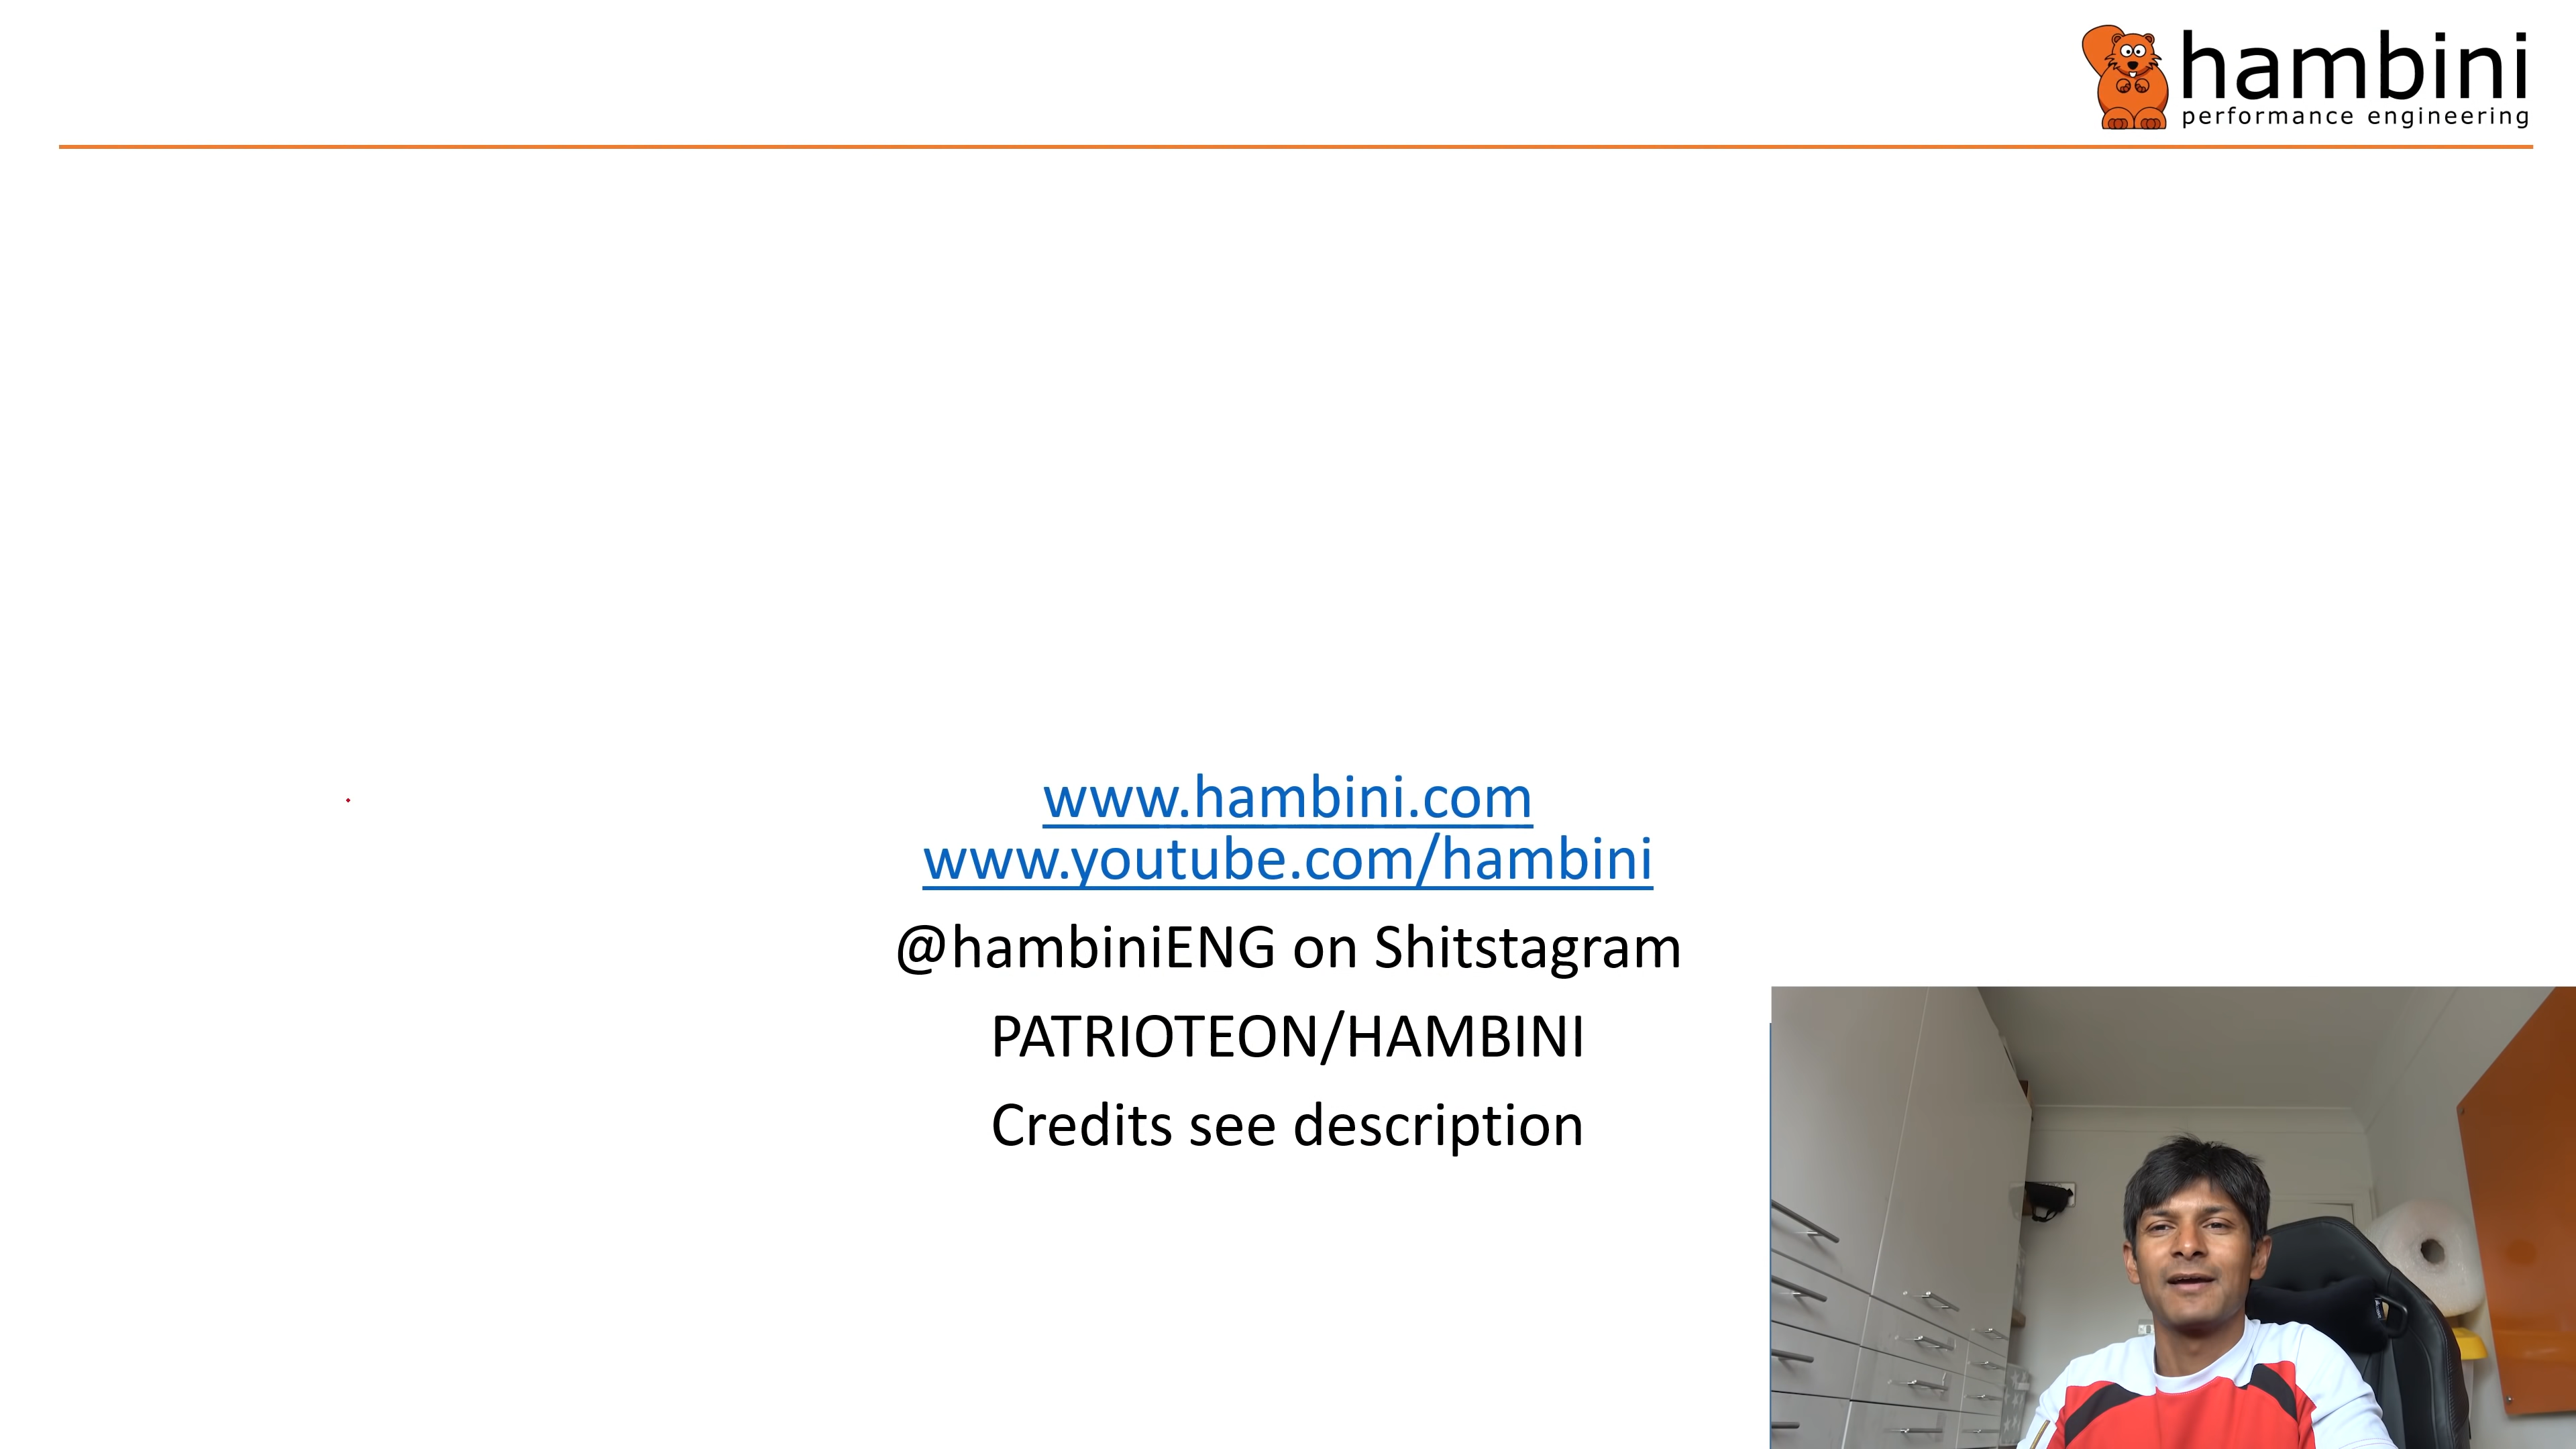 hambini
performance engineering
www.hambini.com
www.youtube.com/hambini
@hambiniENG on Shitstagram
PATRIOTEON/HAMBINI
Credits see description